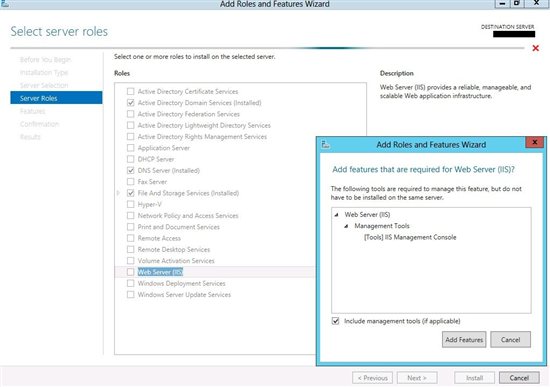 Add Roles and Features Wizard
Select server roles
DESTINATION SERVER
Before You Begin
Installation Type
Server Selection
Server Roles
Features
Confirmation
Results
Select one or more roles to install on the selected server.
Roles
Active Directory Certificate Services
Active Directory Domain Services (Installed)
Active Directory Federation Services
Active Directory Lightweight Directory Services
Active Directory Rights Management Services
Application Server
DHCP Server
DNS Server (Installed)
Fax Server
File And Storage Services (Installed)
Hyper-V
Network Policy and Access Services
Print and Document Services
Remote Access
Remote Desktop Services
Volume Activation Services
Web Server (IIS)
Windows Deployment Services
Windows Server Update Services
Description
Web Server (IIS) provides a reliable, manageable, and
scalable Web application infrastructure.
Add Roles and Features Wizard
Add features that are required for Web Server (IIS)?
The following tools are required to manage this feature, but do not
have to be installed on the same server.
Web Server (IIS)
Management Tools
[Tools] IIS Management Console
Include management tools (if applicable)
Add Features
Cancel
< Previous
Next >
Install
Cancel